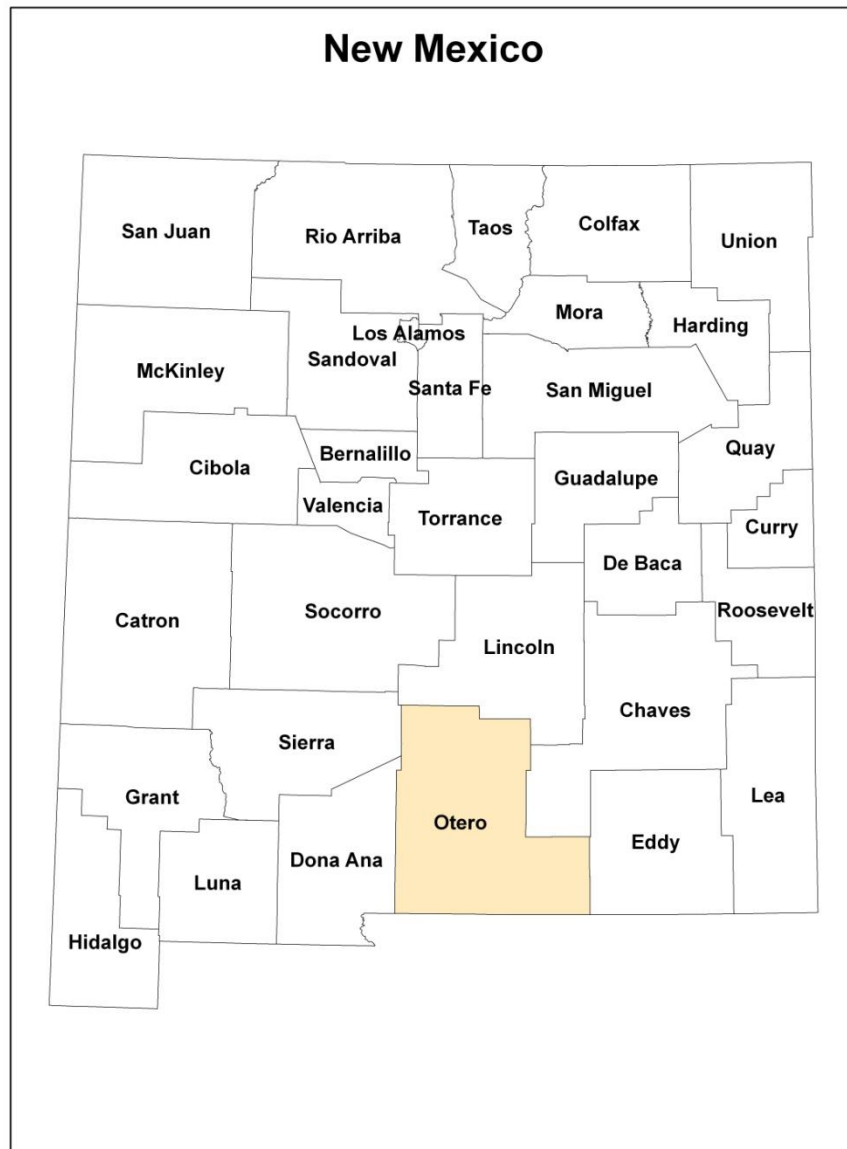 New Mexico
San Juan
Rio Arriba
Taos
Colfax
Union
Mora
Harding
Los Alamos
Sandoval
McKinley
Santa Fe
San Miguel
Quay
Bernalillo
Cibola
Guadalupe
Valencia
Torrance
Curry
De Baca
Roosevelt
Catron
Socorro
Lincoln
Chaves
Sierra
Grant
Lea
Otero
Eddy
Dona Ana
Luna
Hidalgo